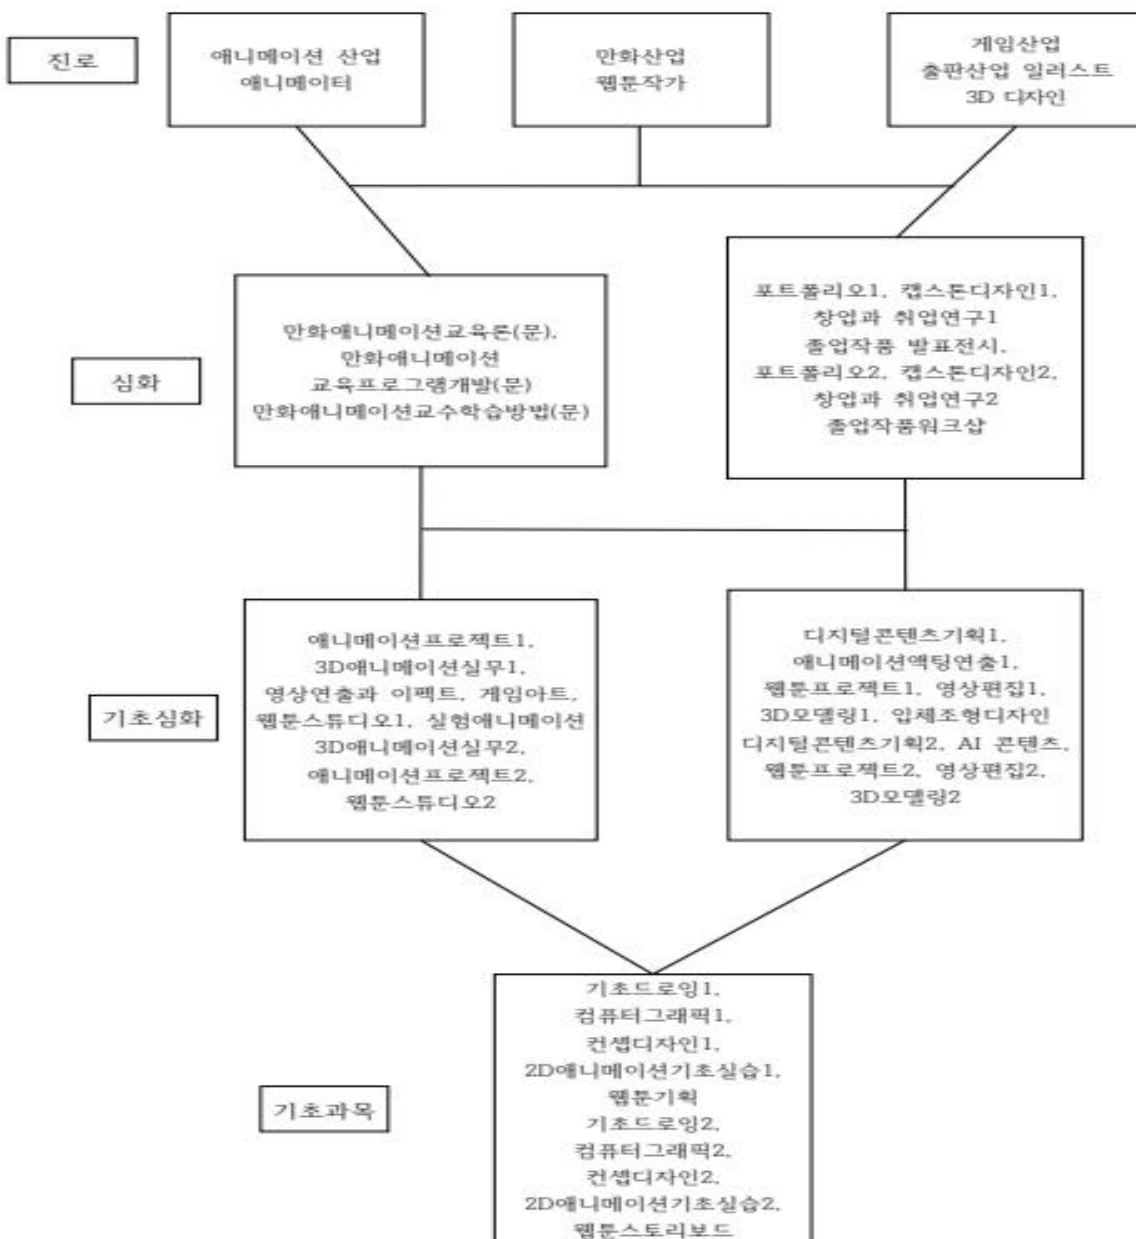 진로
애니메이션 산업
애니메이터
만화산업
웹툰작가
게임산업
출판산업 일러스트
3D 디자인
심화
만화애니메이션교육론(문),
만화애니메이션
교육프로그램개발(문)
만화애니메이션교수학습방법(문)
포트폴리오1, 캡스톤디자인1,
창업과 취업연구1
졸업작품 발표전시,
포트폴리오2, 캡스톤디자인2,
창업과 취업연구2
졸업작품워크샵
기초심화
애니메이션프로젝트1,
3D애니메이션실무1,
영상연출과 이펙트, 게임아트,
웹툰스튜디오1, 실험애니메이션
3D애니메이션실무2,
애니메이션프로젝트2,
웹툰스튜디오2
디지털콘텐츠기획1,
애니메이션액팅연출1,
웹툰프로젝트1, 영상편집1,
3D모델링1, 입체조형디자인
디지털콘텐츠기획2, AI 콘텐츠,
웹툰프로젝트2, 영상편집2,
3D모델링2
기초과목
기초드로잉1,
컴퓨터그래픽1,
컨셉디자인1,
2D애니메이션기초실습1,
웹툰기획
기초드로잉2,
컴퓨터그래픽2,
컨셉디자인2,
2D애니메이션기초실습2,
웹툰스토리보드